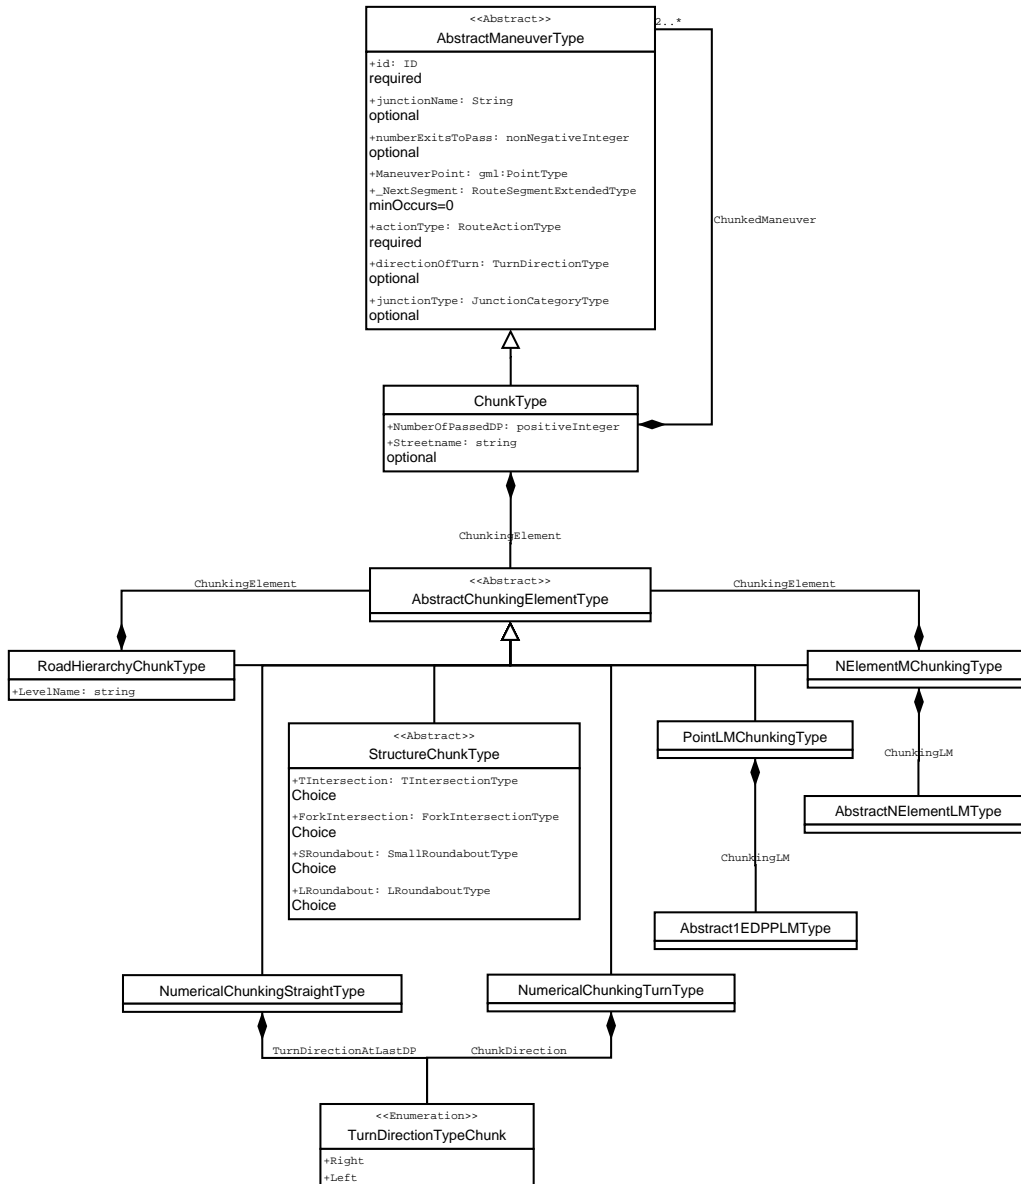 <<Abstract>>
AbstractManeuverType
2..*
+id: ID
required
+junctionName: String
optional
+numberExitsToPass: nonNegativeInteger
optional
+ManeuverPoint: gml:PointType
+_NextSegment: RouteSegmentExtendedType
minOccurs=0
+actionType: RouteActionType
required
+directionOfTurn: TurnDirectionType
optional
+junctionType: JunctionCategoryType
optional
ChunkedManeuver
ChunkType
+NumberOfPassedDP: positiveInteger
+Streetname: string
optional
ChunkingElement
ChunkingElement
<<Abstract>>
AbstractChunkingElementType
ChunkingElement
RoadHierarchyChunkType
+LevelName: string
NElementMChunkingType
<<Abstract>>
StructureChunkType
+TIntersection: TIntersectionType
Choice
+ForkIntersection: ForkIntersectionType
Choice
+SRoundabout: SmallRoundaboutType
Choice
+LRoundabout: LRoundaboutType
Choice
PointLMChunkingType
ChunkingLM
AbstractNElementLMType
ChunkingLM
Abstract1EDPPLMType
NumericalChunkingStraightType
NumericalChunkingTurnType
TurnDirectionAtLastDP
ChunkDirection
<<Enumeration>>
TurnDirectionTypeChunk
+Right
+Left